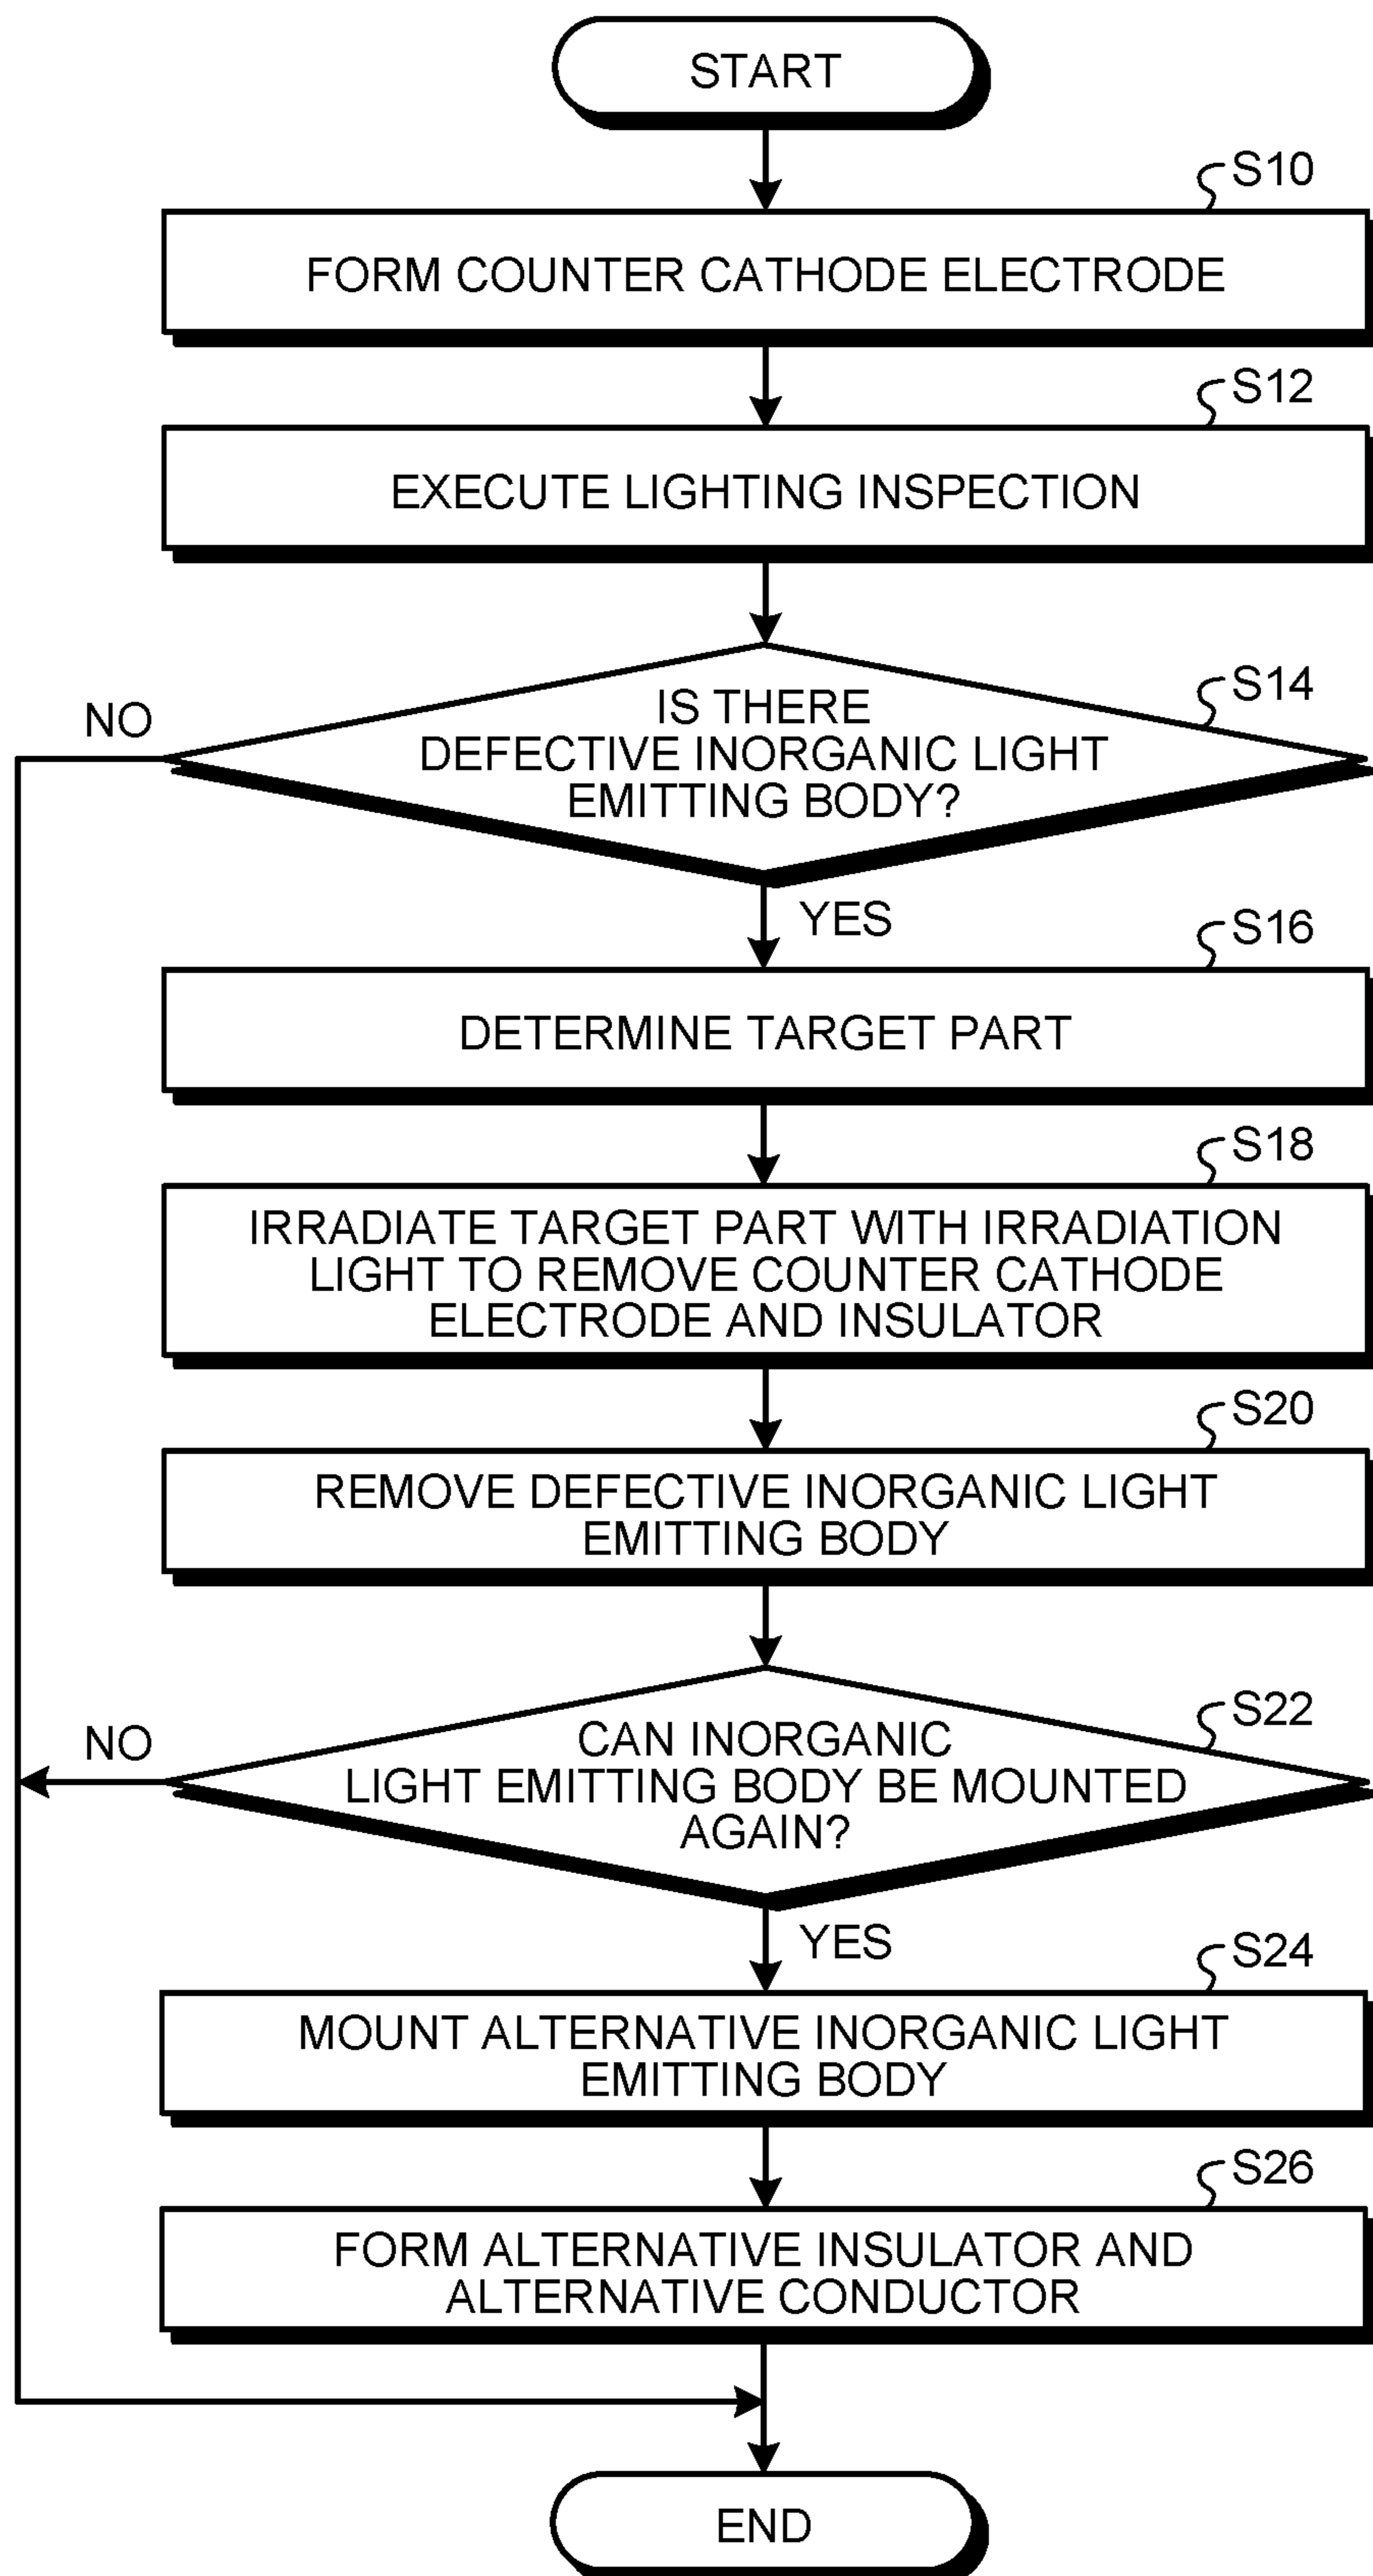 START
S10
FORM COUNTER CATHODE ELECTRODE
S12
EXECUTE LIGHTING INSPECTION
S14
NO
IS THERE
DEFECTIVE INORGANIC LIGHT
EMITTING BODY?
YES
S16
DETERMINE TARGET PART
S18
IRRADIATE TARGET PART WITH IRRADIATION
LIGHT TO REMOVE COUNTER CATHODE
ELECTRODE AND INSULATOR
S20
REMOVE DEFECTIVE INORGANIC LIGHT
EMITTING BODY
S22
NO
CAN INORGANIC
LIGHT EMITTING BODY BE MOUNTED
AGAIN?
YES
S24
MOUNT ALTERNATIVE INORGANIC LIGHT
EMITTING BODY
S26
FORM ALTERNATIVE INSULATOR AND
ALTERNATIVE CONDUCTOR
END